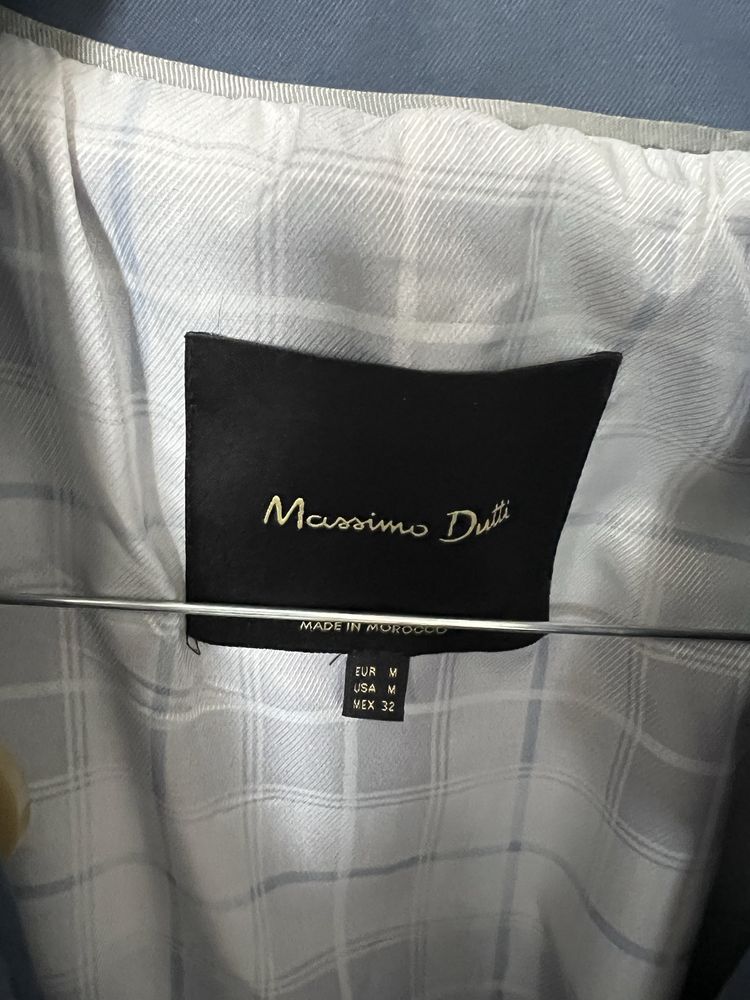 Massimo Dutti
MADE IN MOROCCO
EUR M
USA M
MEX 32